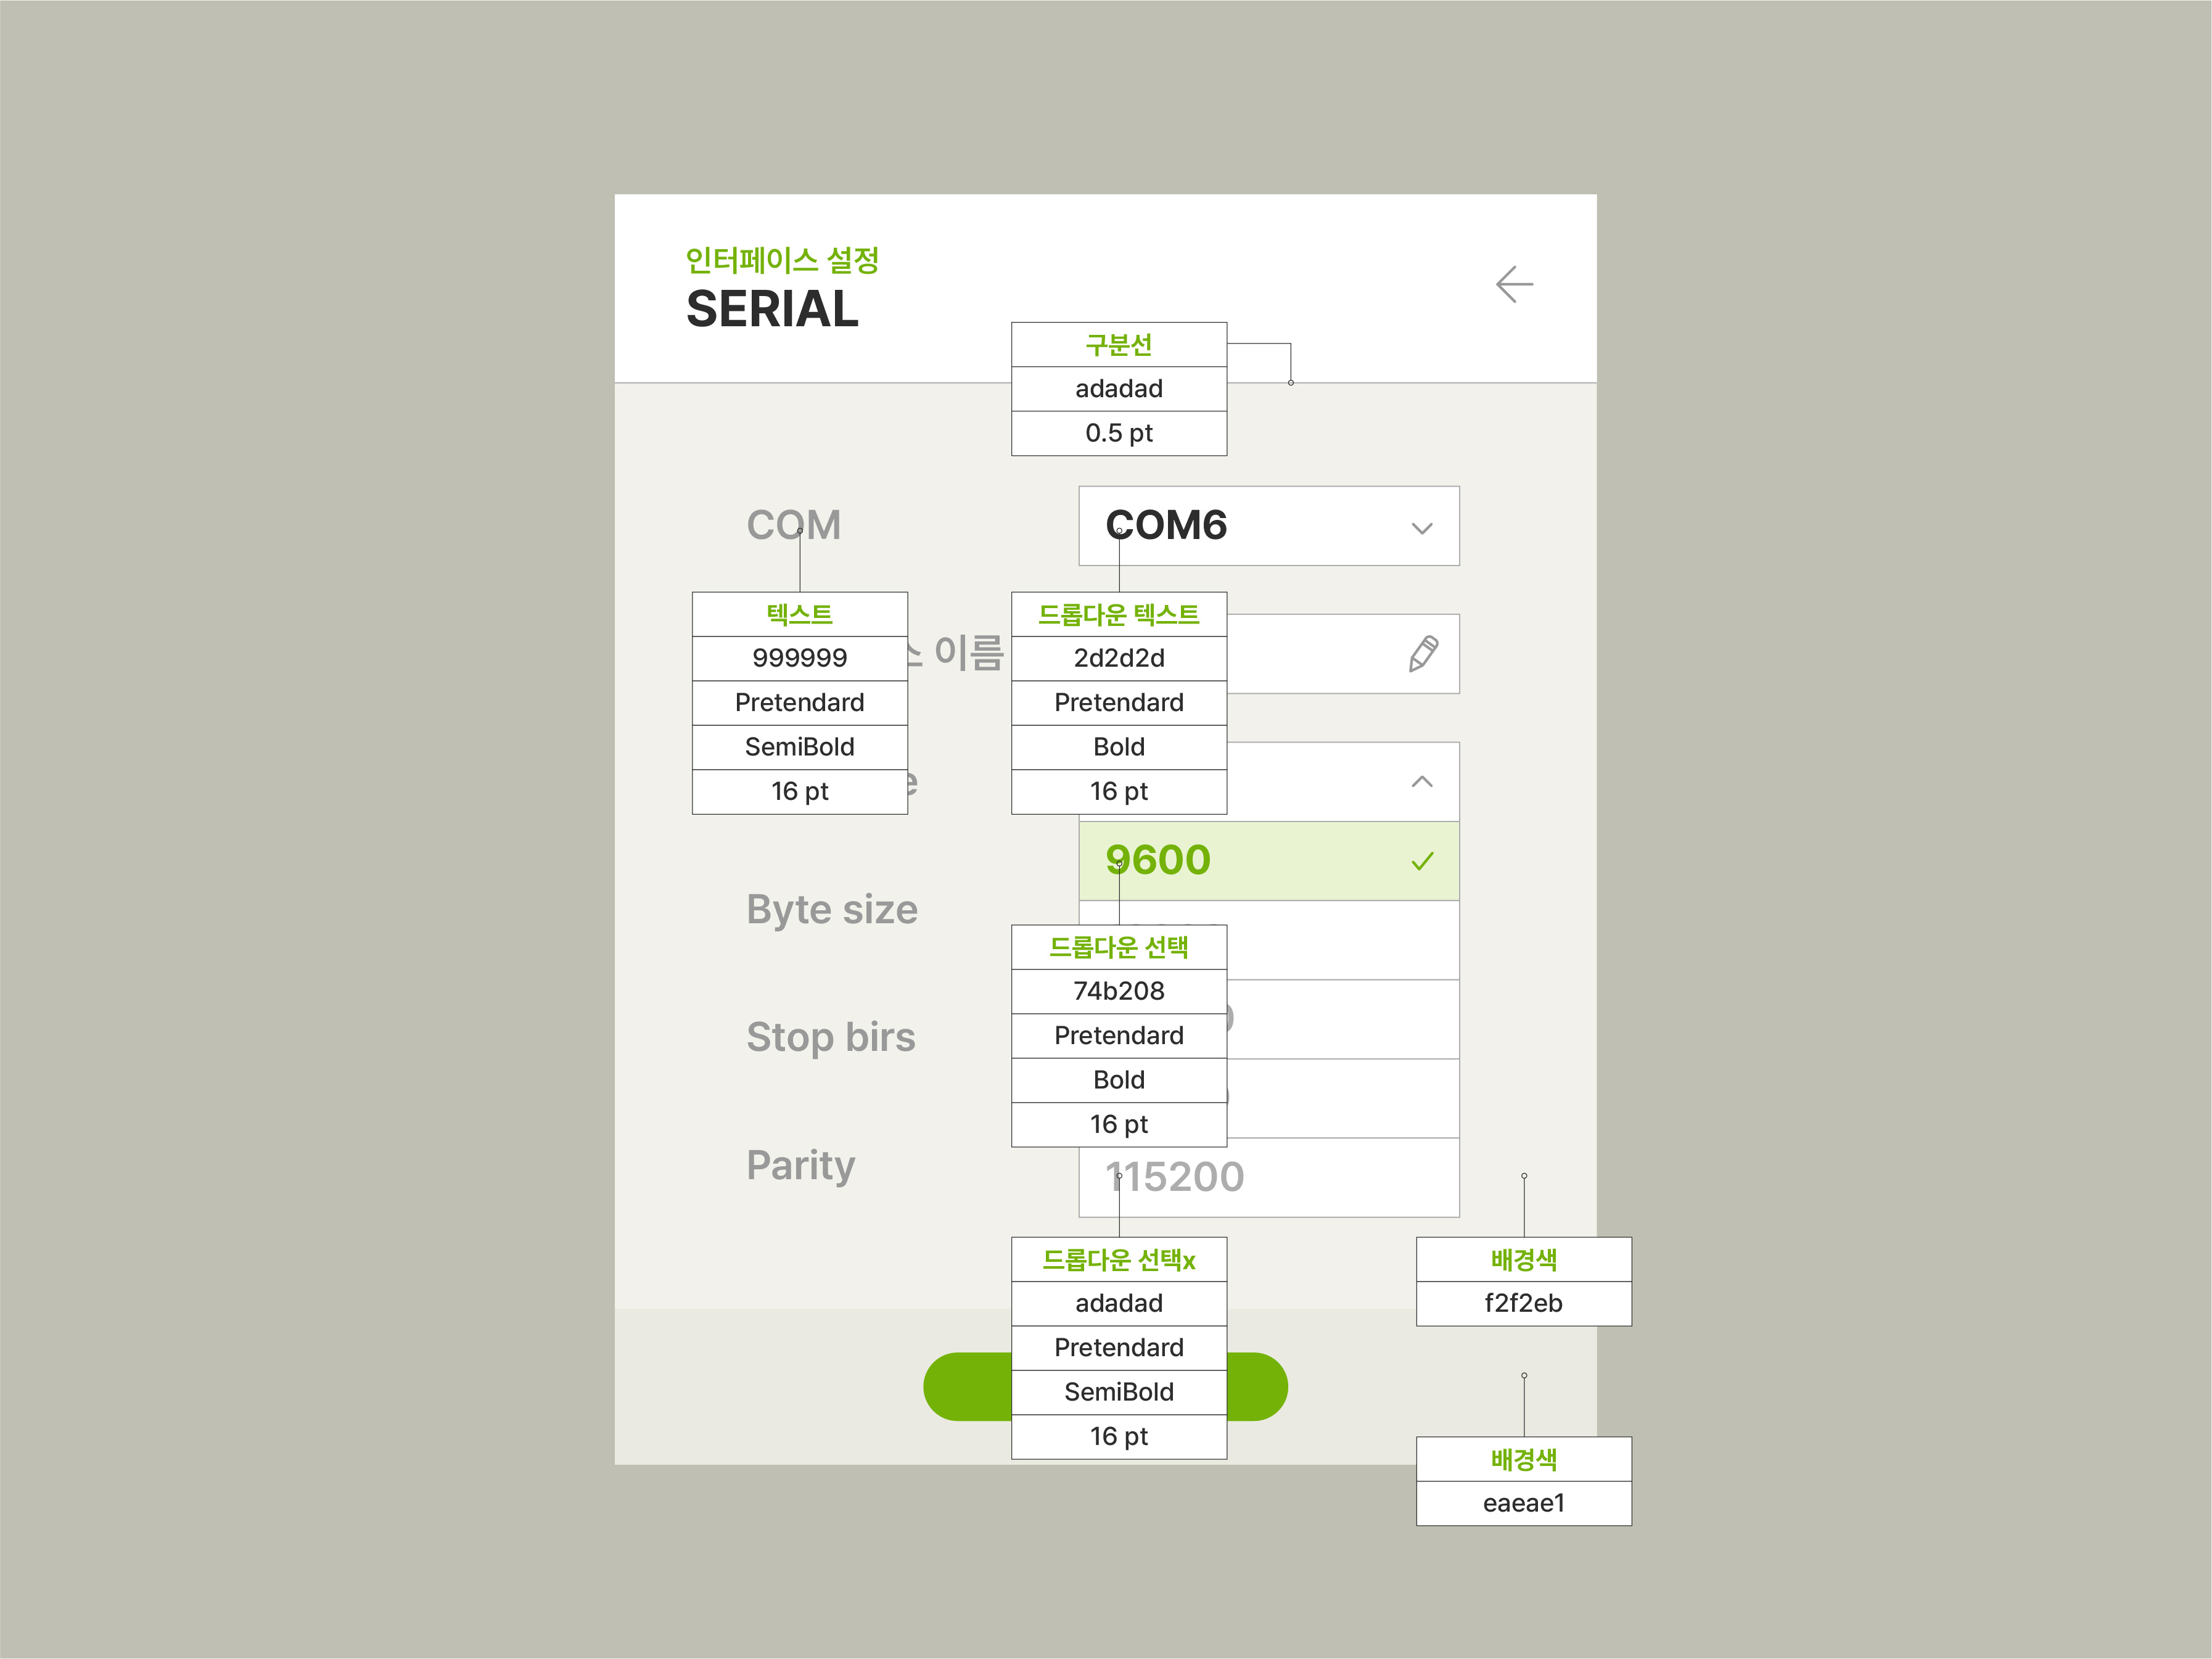 인터페이스 설정
SERIAL
구분선
adadad
0.5 pt
COM
COM6
텍스트
999999
Pretendard
SemiBold
16 pt
이름
드롭다운 텍스트
2d2d2d
Pretendard
Bold
16 pt
9600
Byte size
드롭다운 선택
74b208
Pretendard
Bold
16 pt
Stop birs
Parity
115200
드롭다운 선택x
adadad
Pretendard
SemiBold
16 pt
배경색
f2f2eb
배경색
eaeae1